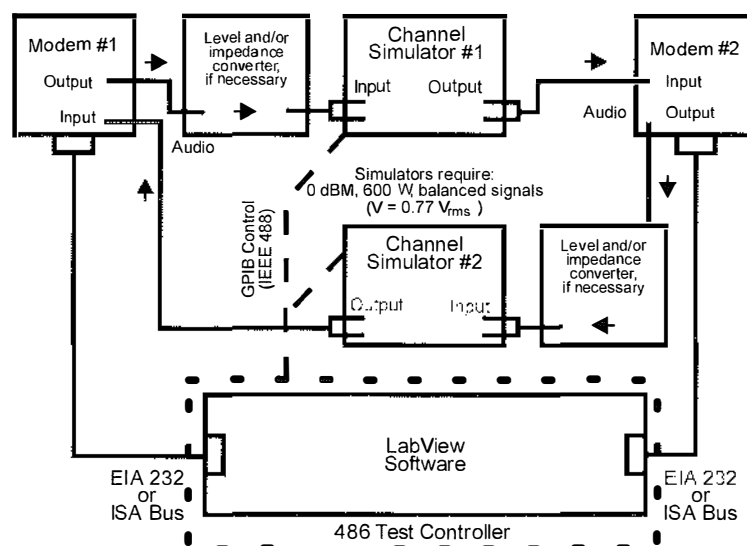 Modem #1
Output
Input
Level and/or
impedance
converter,
if necessary
Audio
Channel
Simulator #1
Input
Output
Modem #2
Input
Output
Audio
Simulators require:
0 dBM, 600 W, balanced signals
(V = 0.77 Vrms )
GPIB Control
(IEEE 488)
Channel
Simulator #2
Output
Input
Level and/or
impedance
converter,
if necessary
LabView
Software
EIA 232
or
ISA Bus
EIA 232
or
ISA Bus
486 Test Controller